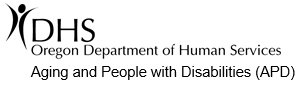 DHS
Oregon Department of Human Services
Aging and People with Disabilities (APD)